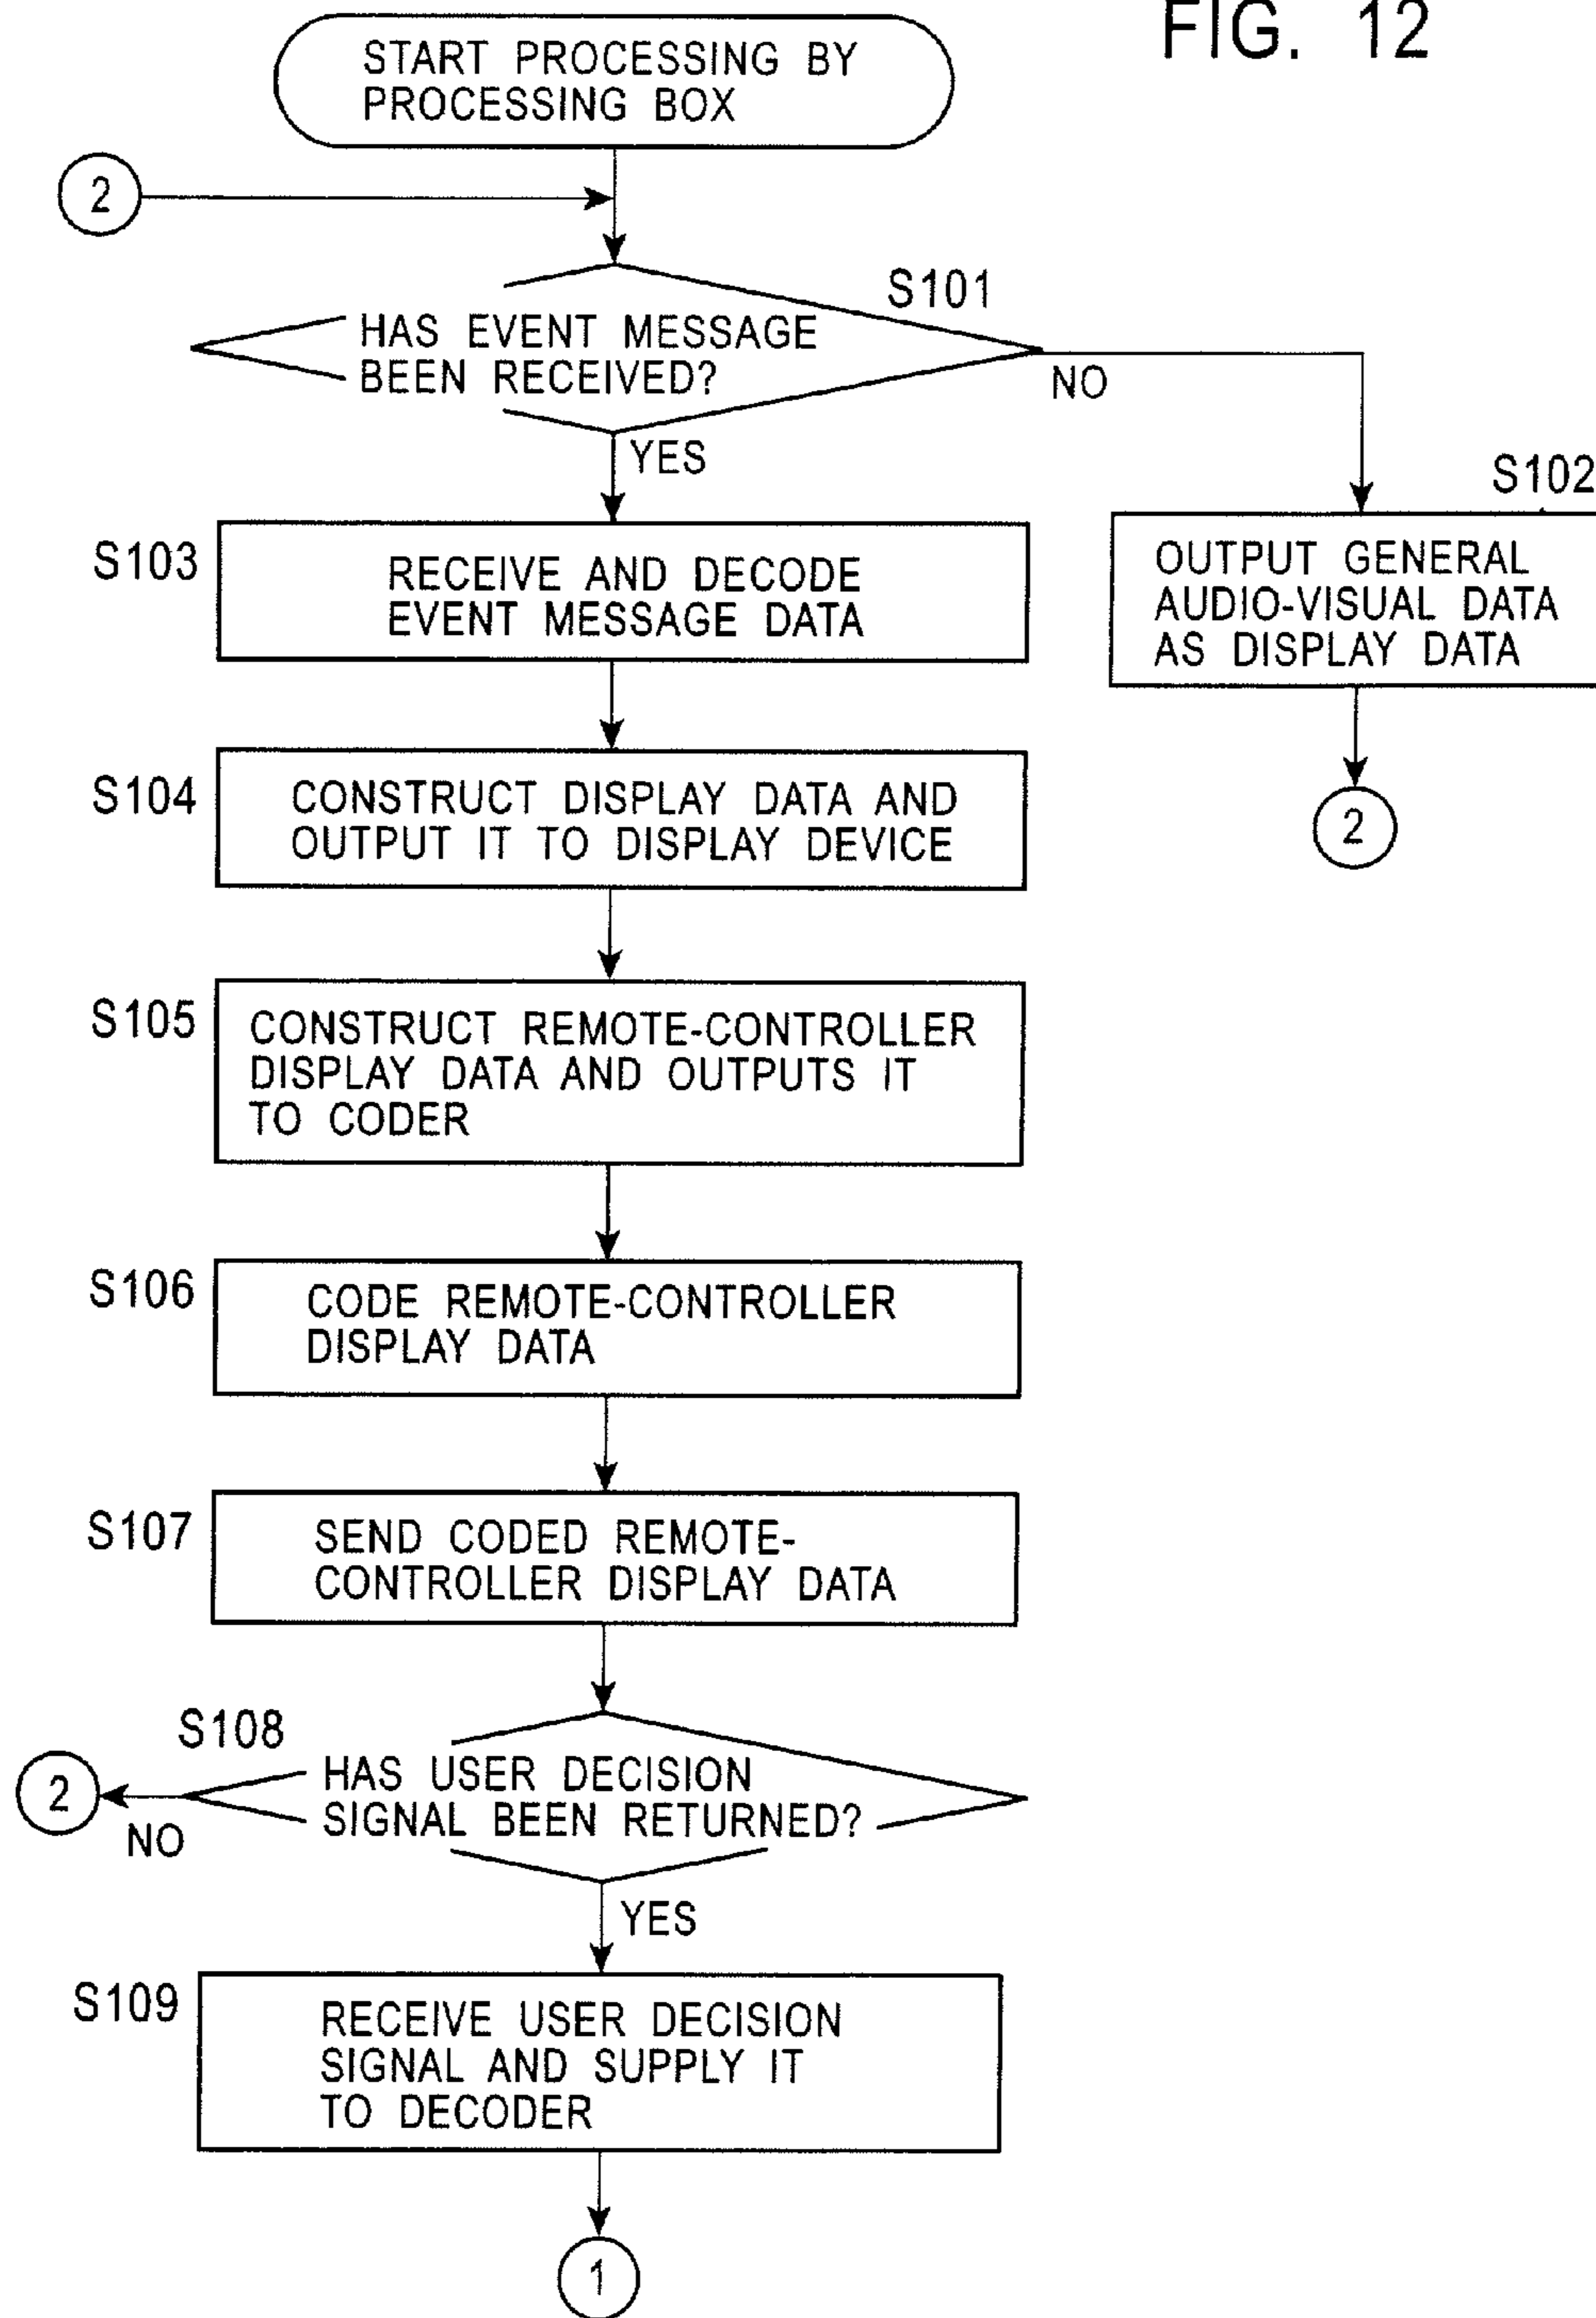 FIG. 12
START PROCESSING BY
PROCESSING BOX
2
S101
HAS EVENT MESSAGE
BEEN RECEIVED?
NO
YES
S102
OUTPUT GENERAL
AUDIO-VISUAL DATA
AS DISPLAY DATA
2
S103
RECEIVE AND DECODE
EVENT MESSAGE DATA
S104
CONSTRUCT DISPLAY DATA AND
OUTPUT IT TO DISPLAY DEVICE
S105
CONSTRUCT REMOTE-CONTROLLER
DISPLAY DATA AND OUTPUTS IT
TO CODER
S106
CODE REMOTE-CONTROLLER
DISPLAY DATA
S107
SEND CODED REMOTE-
CONTROLLER DISPLAY DATA
S108
HAS USER DECISION
SIGNAL BEEN RETURNED?
2
NO
YES
S109
RECEIVE USER DECISION
SIGNAL AND SUPPLY IT
TO DECODER
1